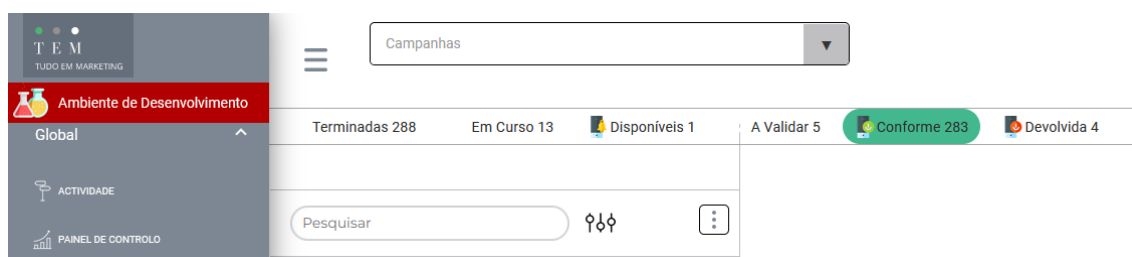 T E M
TUDO EM MARKETING
Campanhas
Ambiente de Desenvolvimento
Global
Terminadas 288 Em Curso 13 Disponíveis 1 A Validar 5 Conforme 283 Devolvida 4
ACTIVIDADE
Pesquisar
PAINEL DE CONTROLO